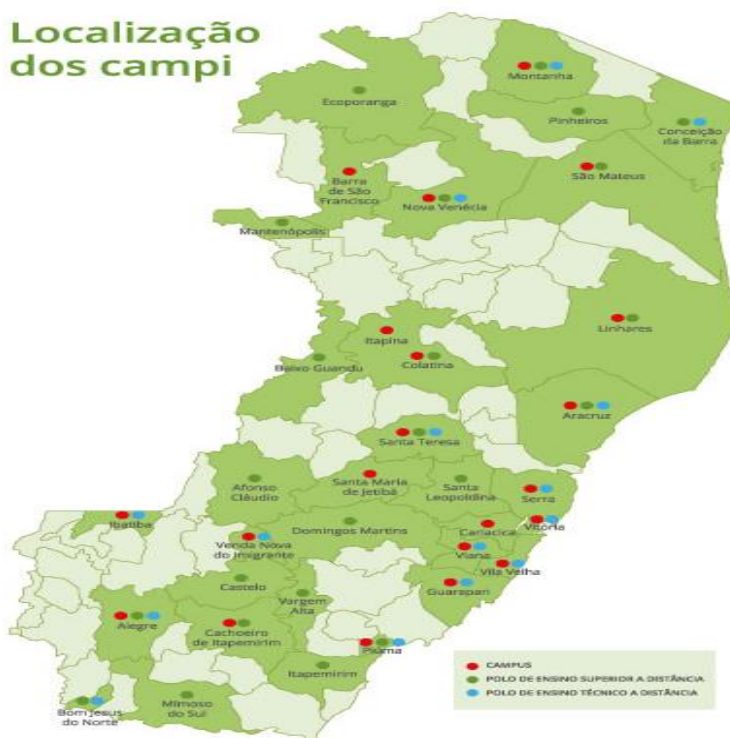 Localização
dos campi
Montanha
Ecoporanga
Pinheiros
Conceição
da Barra
São Mateus
Barra
de São
Francisco
Nova Venécia
Mantenópolis
Linhares
Itapina
Baixo Guandu
Colatina
Aracruz
Santa Teresa
Afonso
Cláudio
Santa Maria
de Jetibá
Santa
Leopoldina
Serra
Ibatiba
Domingos Martins
Cariacica
Vitória
Venda Nova
do Imigrante
Viana
Vila Velha
Castelo
Guarapari
Vargem
Alta
Alegre
Cachoeiro
de Itapemirim
Piúma
Itapemirim
Bom Jesus
do Norte
Mimoso
do Sul
CAMPUS
POLO DE ENSINO SUPERIOR A DISTÂNCIA
POLO DE ENSINO TÉCNICO A DISTÂNCIA